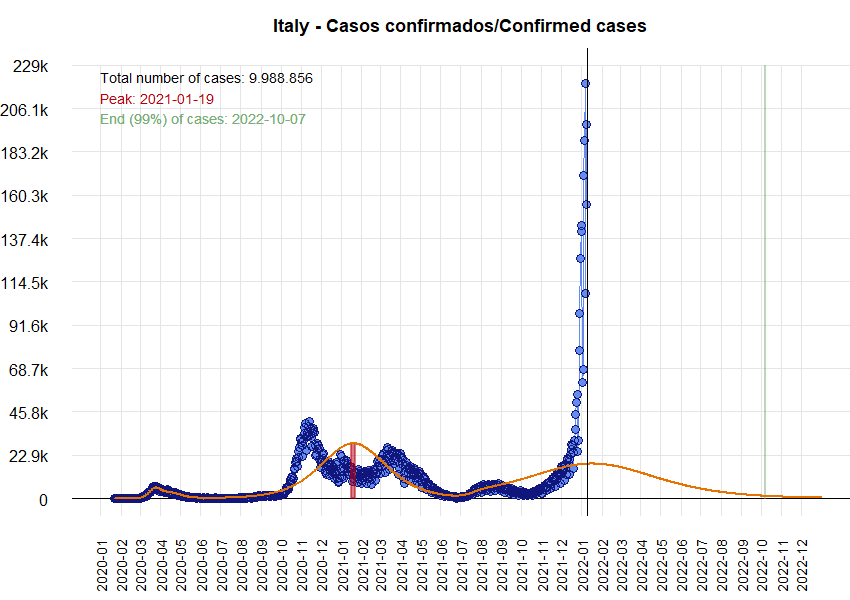 Italy - Casos confirmados/Confirmed cases
229k
Total number of cases: 9.988.856
Peak: 2021-01-19
End (99%) of cases: 2022-10-07
206.1k
183.2k
160.3k
137.4k
114.5k
91.6k
68.7k
45.8k
22.9k
0
2020-01
2020-02
2020-03
2020-04
2020-05
2020-06
2020-07
2020-08
2020-09
2020-10
2020-11
2020-12
2021-01
2021-02
2021-03
2021-04
2021-05
2021-06
2021-07
2021-08
2021-09
2021-10
2021-11
2021-12
2022-01
2022-02
2022-03
2022-04
2022-05
2022-06
2022-07
2022-08
2022-09
2022-10
2022-11
2022-12